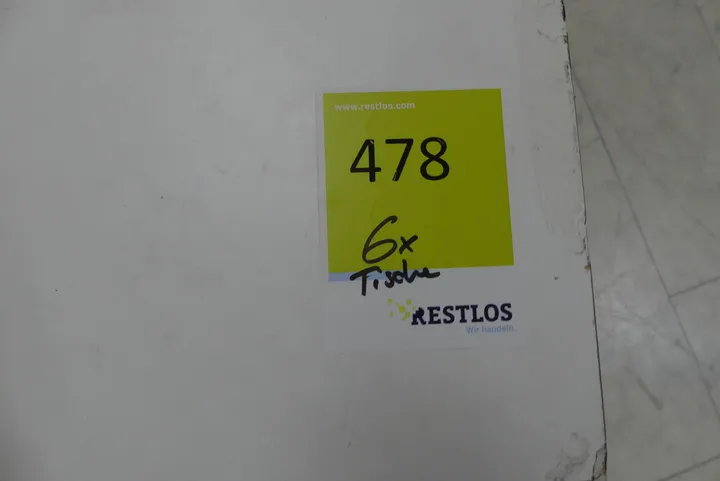 www.restlos.com
478
6x
Tische
RESTLOS
Wir handeln.